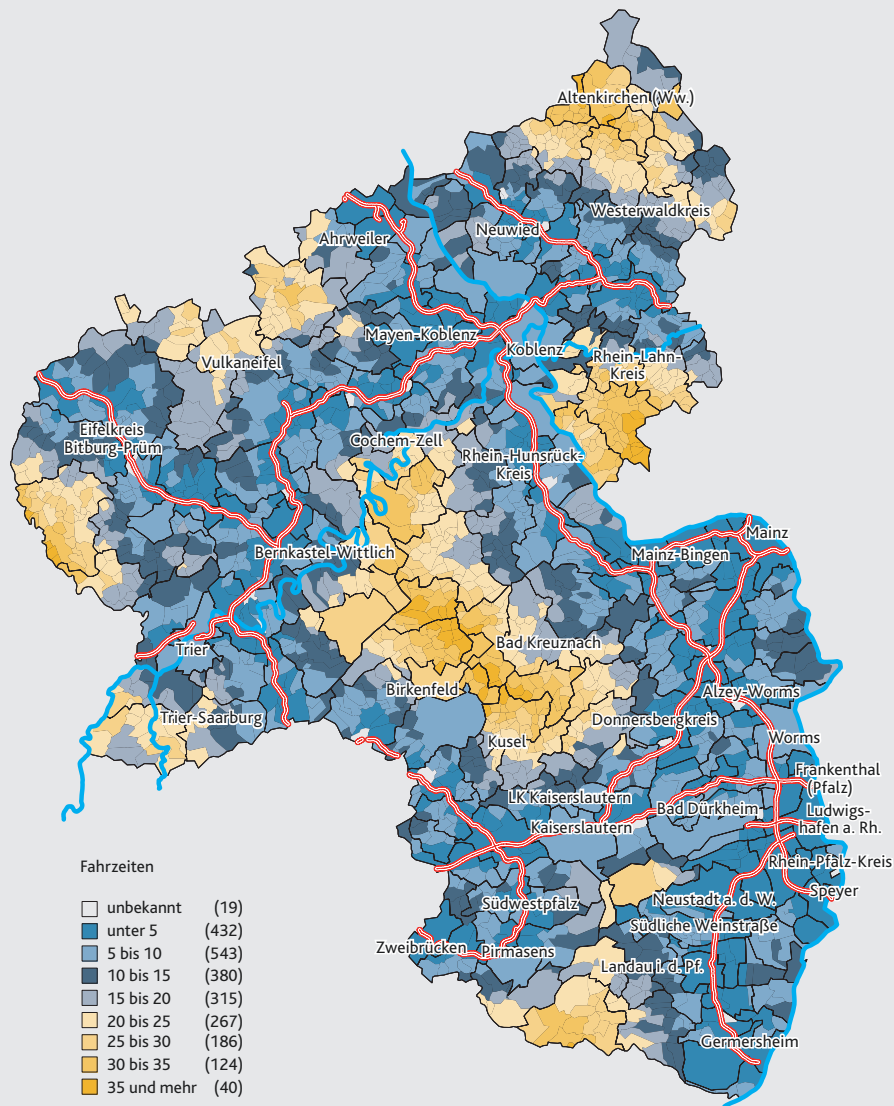 Altenkirchen (Ww.)
Westerwaldkreis
Neuwied
Ahrweiler
Mayen-Koblenz
Koblenz
Rhein-Lahn-
Kreis
Vulkaneifel
Eifelkreis
Bitburg-Prüm
Cochem-Zell
Rhein-Hunsrück-
Kreis
Mainz
Mainz-Bingen
Bernkastel-Wittlich
Bad Kreuznach
Trier
Birkenfeld
Alzey-Worms
Trier-Saarburg
Donnersbergkreis
Kusel
Worms
Frankenthal
(Pfalz)
LK Kaiserslautern
Bad Dürkheim
Ludwigs-
hafen a. Rh.
Kaiserslautern
Rhein-Pfalz-Kreis
Speyer
Neustadt a. d. W.
Südwestpfalz
Südliche Weinstraße
Zweibrücken
Pirmasens
Landau i. d. Pf.
Germersheim
Fahrzeiten
unbekannt (19)
unter 5 (432)
5 bis 10 (543)
10 bis 15 (380)
15 bis 20 (315)
20 bis 25 (267)
25 bis 30 (186)
30 bis 35 (124)
35 und mehr (40)